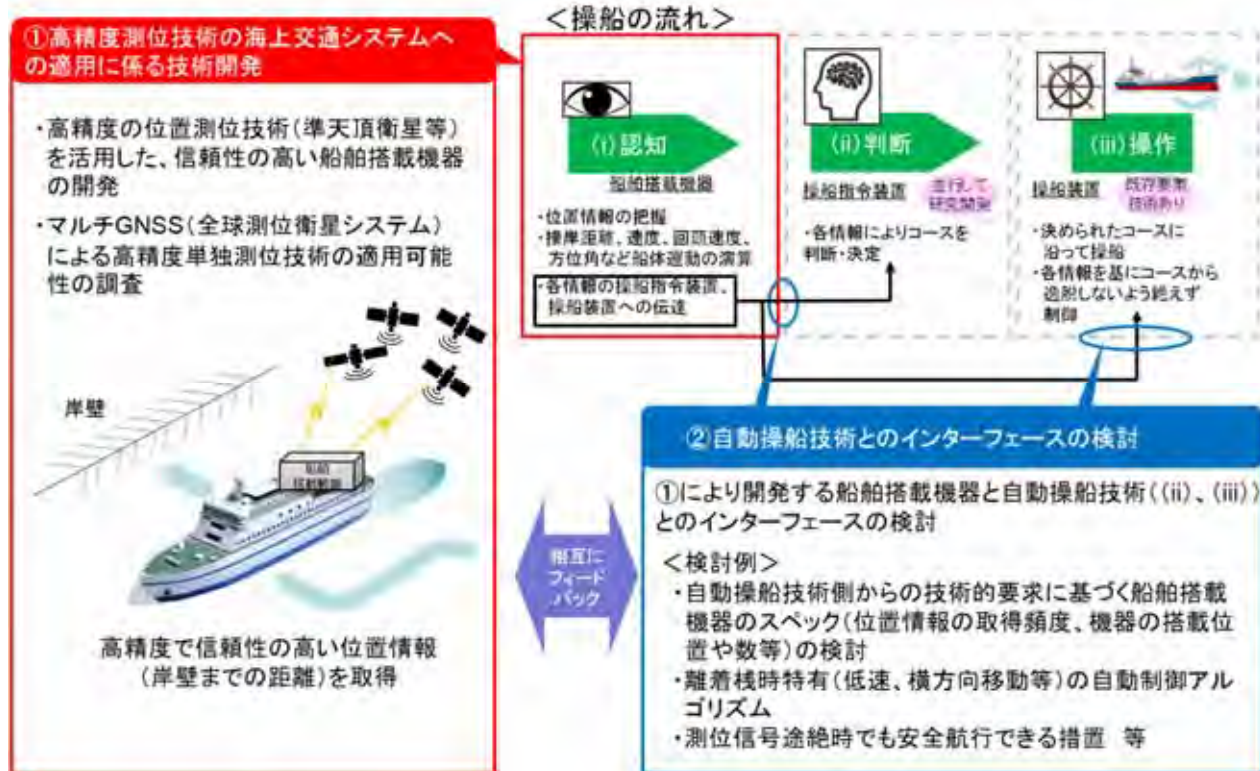 ①高精度測位技術の海上交通システムへ
の適用に係る技術開発
・高精度の位置測位技術(準天頂衛星等)
を活用した、信頼性の高い船舶搭載機器
の開発
・マルチGNSS(全球測位衛星システム)
による高精度単独測位技術の適用可能
性の調査
岸壁
船舶
搭載機器
高精度で信頼性の高い位置情報
(岸壁までの距離)を取得
<操船の流れ>
(i)認知
船舶搭載機器
・位置情報の把握
・接岸距離、速度、回頭速度、
方位角など船体運動の演算
・各情報の操船指令装置、
操船装置への伝達
(ii)判断
操船指令装置
並行して
研究開発
・各情報によりコースを
判断・決定
(iii)操作
操船装置
既存要素
技術あり
・決められたコースに
沿って操船
・各情報を基にコースから
逸脱しないよう絶えず
制御
相互に
フィード
バック
②自動操船技術とのインターフェースの検討
①により開発する船舶搭載機器と自動操船技術((ii)、(iii))
とのインターフェースの検討
<検討例>
・自動操船技術側からの技術的要求に基づく船舶搭載
機器のスペック(位置情報の取得頻度、機器の搭載位
置や数等)の検討
・離着桟時特有(低速、横方向移動等)の自動制御アル
ゴリズム
・測位信号途絶時でも安全航行できる措置 等